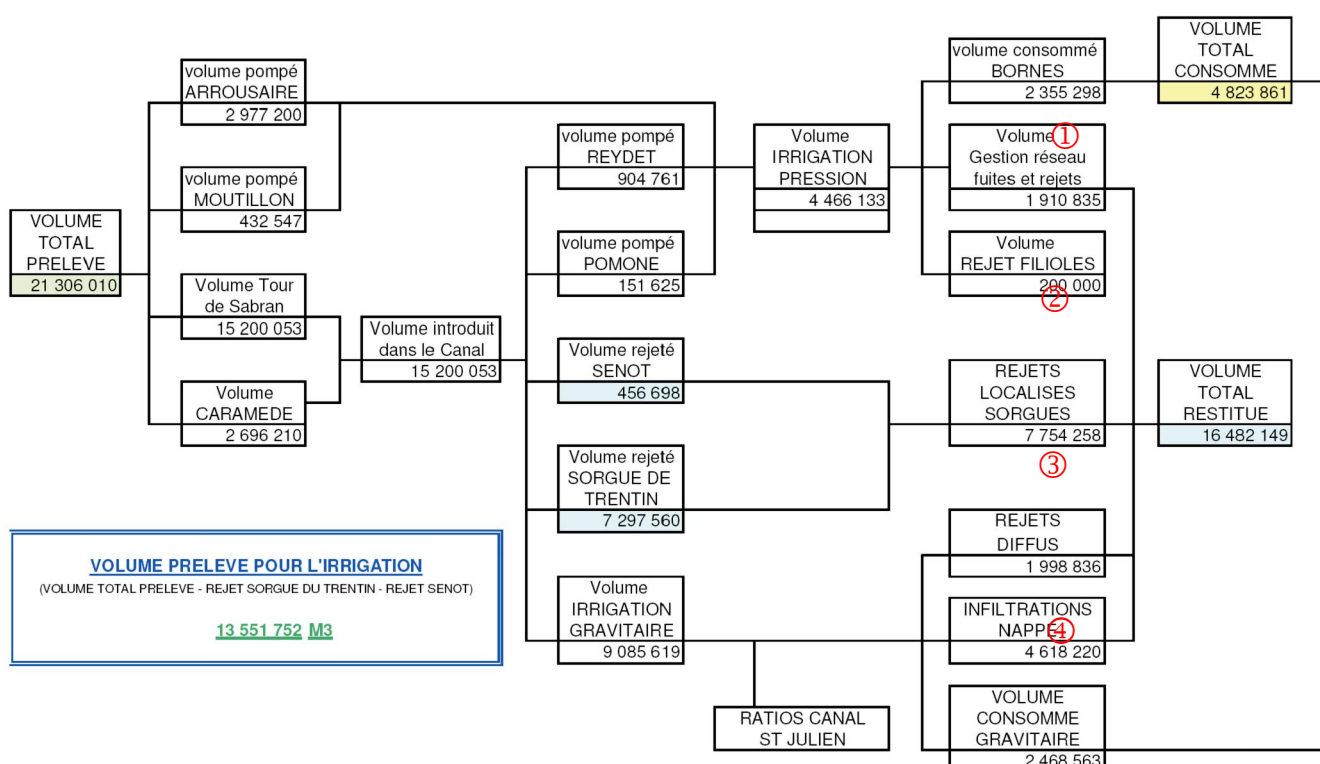 VOLUME
TOTAL
PRELEVE
21 306 010
volume pompé
ARROUSAIRE
2 977 200
volume pompé
MOUTILLON
432 547
Volume Tour
de Sabran
15 200 053
Volume
CARAMEDE
2 696 210
Volume introduit
dans le Canal
15 200 053
volume pompé
REYDET
904 761
volume pompé
POMONE
151 625
Volume rejeté
SENOT
456 698
Volume rejeté
SORGUE DE
TRENTIN
7 297 560
Volume
IRRIGATION
GRAVITAIRE
9 085 619
Volume
IRRIGATION
PRESSION
4 466 133
RATIOS CANAL
ST JULIEN
volume consommé
BORNES
2 355 298
Volume ①
Gestion réseau
fuites et rejets
1 910 835
Volume
REJET FILIOLES
200 000
②
REJETS
LOCALISES
SORGUES
7 754 258
③
REJETS
DIFFUS
1 998 836
INFILTRATIONS
NAPPE ④
4 618 220
VOLUME
CONSOMME
GRAVITAIRE
2 468 563
VOLUME
TOTAL
CONSOMME
4 823 861
VOLUME
TOTAL
RESTITUE
16 482 149
VOLUME PRELEVE POUR L'IRRIGATION
(VOLUME TOTAL PRELEVE - REJET SORGUE DU TRENTIN - REJET SENOT)
13 551 752 M3